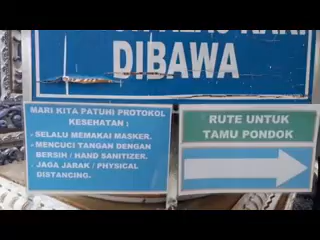 DIBAWA
MARI KITA PATUHI PROTOKOL
KESEHATAN :
- SELALU MEMAKAI MASKER.
- MENCUCI TANGAN DENGAN
BERSIH / HAND SANITIZER.
- JAGA JARAK / PHYSICAL
DISTANCING.
RUTE UNTUK
TAMU PONDOK